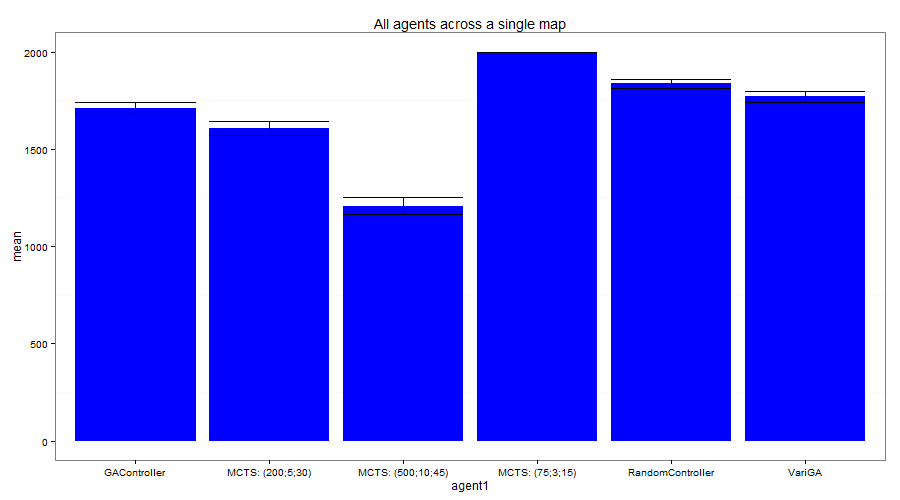 All agents across a single map
2000
1500
1000
500
0
mean
GAController MCTS: (200;5;30) MCTS: (500;10;45) MCTS: (75;3;15) RandomController VariGA
agent1